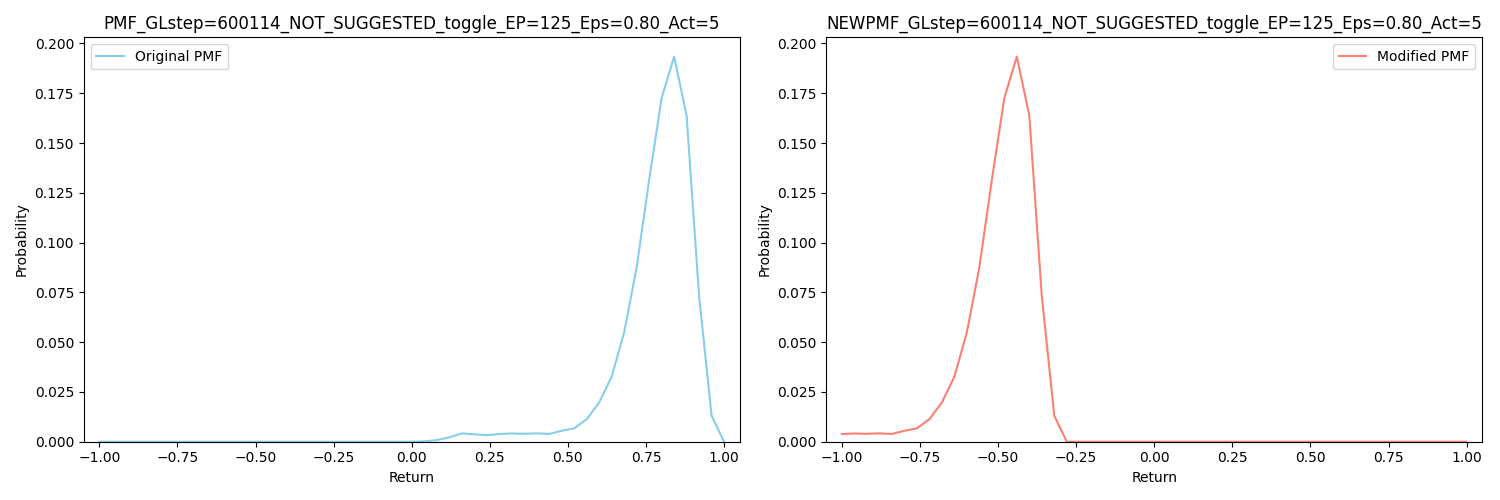 PMF_GLstep=600114_NOT_SUGGESTED_toggle_EP=125_Eps=0.80_Act=5
Original PMF
Probability
0.200
0.175
0.150
0.125
0.100
0.075
0.050
0.025
0.000
−1.00 −0.75 −0.50 −0.25 0.00 0.25 0.50 0.75 1.00
Return
NEWPMF_GLstep=600114_NOT_SUGGESTED_toggle_EP=125_Eps=0.80_Act=5
Modified PMF
Probability
0.200
0.175
0.150
0.125
0.100
0.075
0.050
0.025
0.000
−1.00 −0.75 −0.50 −0.25 0.00 0.25 0.50 0.75 1.00
Return